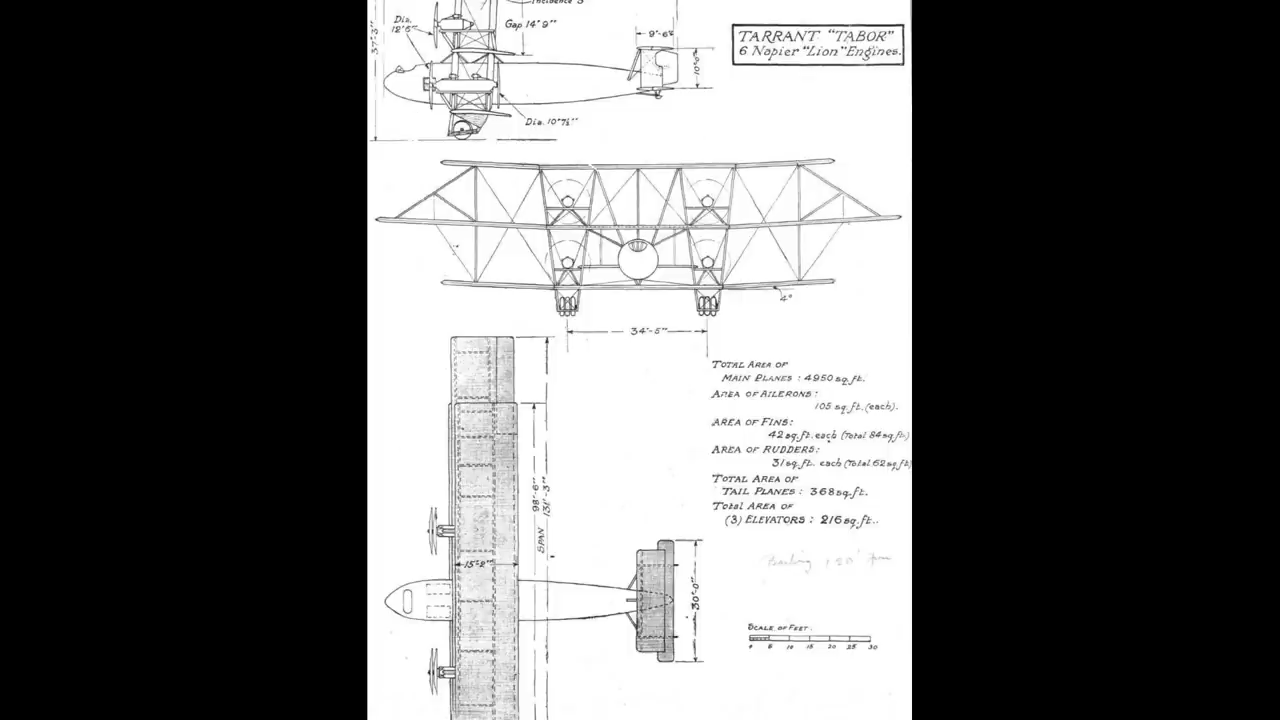 Incidence 3°
Dia.
12'6"
Gap 14' 9"
37'-3"
9'-6½"
10'-0"
TARRANT "TABOR"
6 Napier "Lion" Engines.
Dia. 10'7½"
4°
34'-5"
TOTAL AREA OF
MAIN PLANES : 4950 sq.ft.
AREA OF AILERONS:
105 sq.ft. (each).
AREA OF FINS:
42 sq.ft. each (Total 84 sq.ft)
AREA OF RUDDERS:
31 sq.ft. each (Total 62 sq.ft)
TOTAL AREA OF
TAIL PLANES : 368 sq.ft.
Total AREA OF
(3) ELEVATORS : 216 sq.ft..
98'-6"
SPAN 131'-3"
15'-2"
30'-0"
SCALE OF FEET.
0 5 10 15 20 25 30